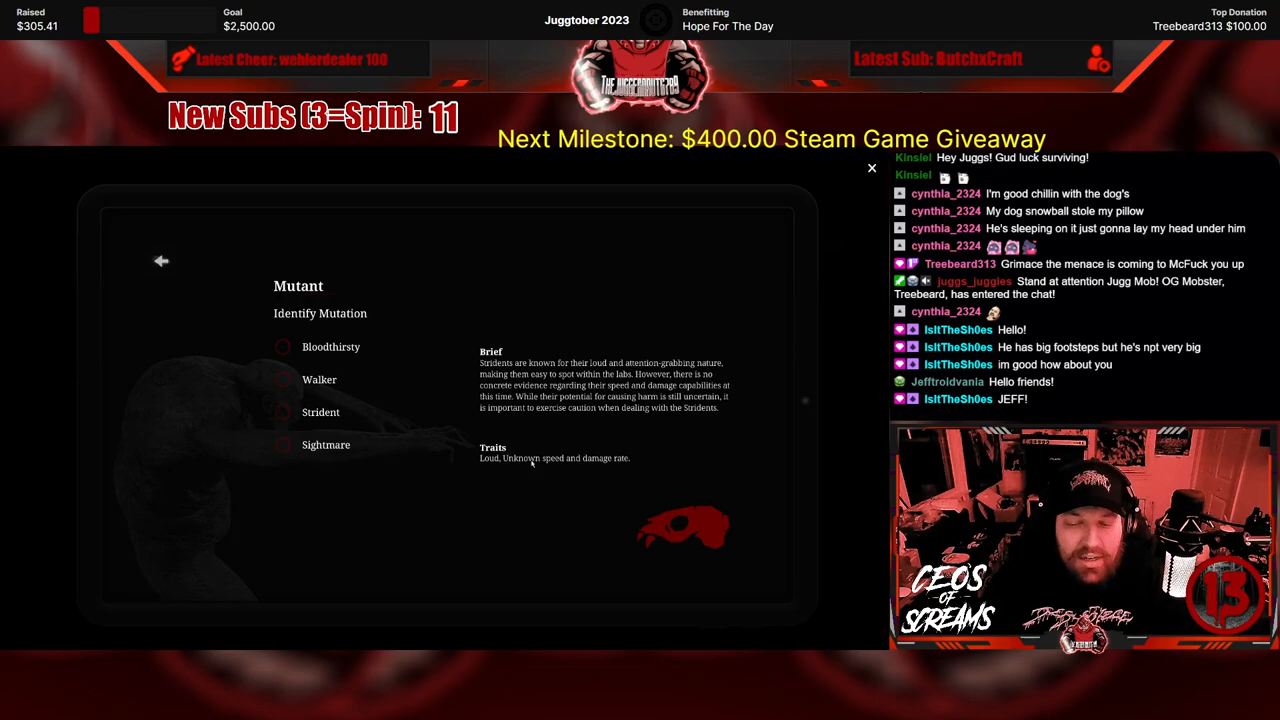 Raised
$305.41
Goal
$2,500.00
Juggtober 2023
Benefitting
Hope For The Day
Top Donation
Treebeard313 $100.00
Latest Cheer: wehlerdealer 100
THEJUGGERNAUT6789
Latest Sub: ButchxCraft
New Subs (3=Spin): 11
Next Milestone: $400.00 Steam Game Giveaway
Mutant
Identify Mutation
Bloodthirsty
Walker
Strident
Sightmare
Brief
Stridents are known for their loud and attention-grabbing nature,
making them easy to spot within the labs. However, there is no
concrete evidence regarding their speed and damage capabilities at
this time. While their potential for causing harm is still uncertain, it
is important to exercise caution when dealing with the Stridents.
Traits
Loud, Unknown speed and damage rate.
Kinsiel Hey Juggs! Gud luck surviving!
Kinsiel
cynthia_2324 I'm good chillin with the dog's
cynthia_2324 My dog snowball stole my pillow
cynthia_2324 He's sleeping on it just gonna lay my head under him
cynthia_2324
Treebeard313 Grimace the menace is coming to McFuck you up
juggs_juggies Stand at attention Jugg Mob! OG Mobster,
Treebeard, has entered the chat!
cynthia_2324
IsItTheSh0es Hello!
IsItTheSh0es He has big footsteps but he's npt very big
IsItTheSh0es im good how about you
Jefftroidvania Hello friends!
IsItTheSh0es JEFF!
CEOS
OF
SCREAMS
13